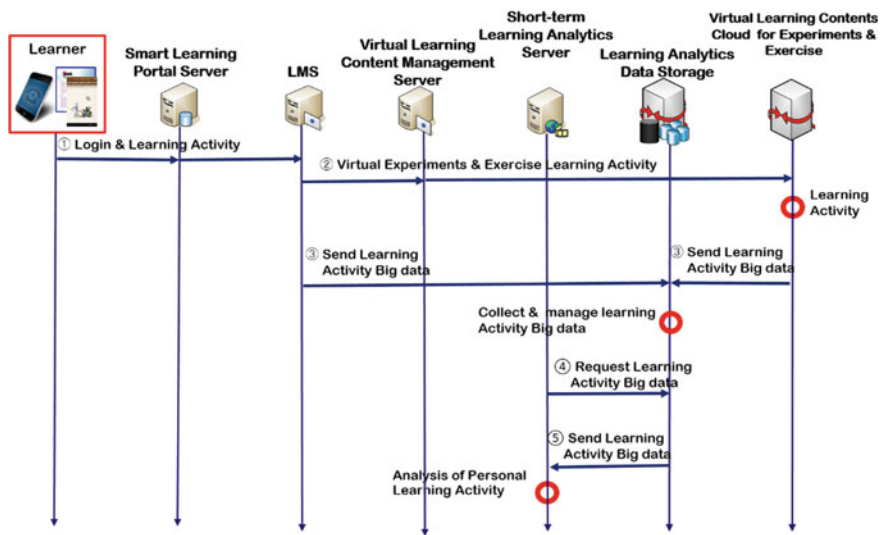 Learner
Smart Learning
Portal Server
LMS
Virtual Learning
Content Management
Server
Short-term
Learning Analytics
Server
Learning Analytics
Data Storage
Virtual Learning Contents
Cloud for Experiments &
Exercise
① Login & Learning Activity
② Virtual Experiments & Exercise Learning Activity
Learning
Activity
③ Send Learning
Activity Big data
③ Send Learning
Activity Big data
Collect & manage learning
Activity Big data
④ Request Learning
Activity Big data
⑤ Send Learning
Activity Big data
Analysis of Personal
Learning Activity